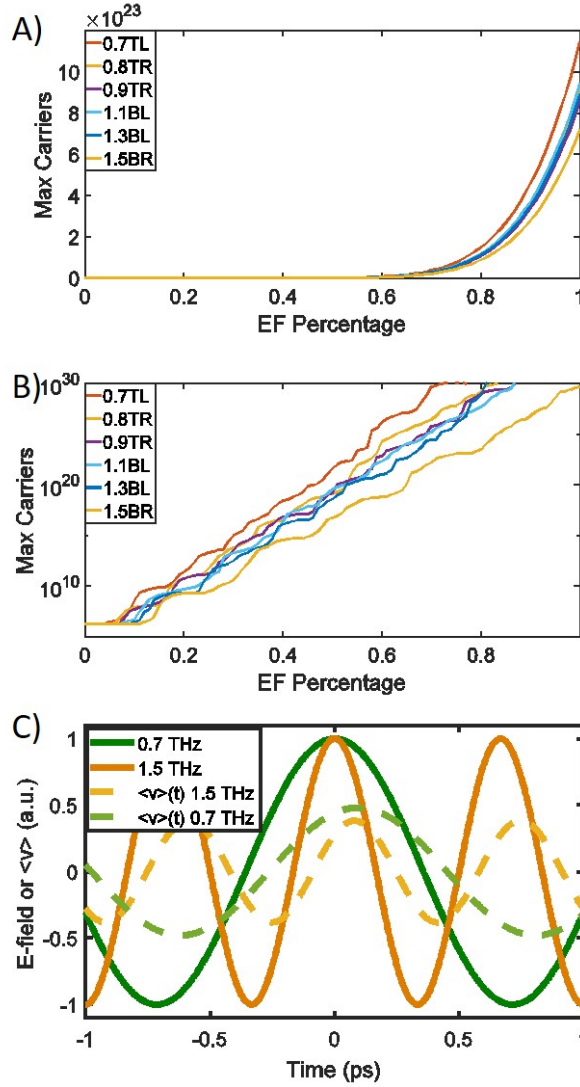 A)
×10^23
Max Carriers
10
8
6
4
2
0
0.7TL
0.8TR
0.9TR
1.1BL
1.3BL
1.5BR
0 0.2 0.4 0.6 0.8 1
EF Percentage
B)
Max Carriers
10^30
10^20
10^10
0.7TL
0.8TR
0.9TR
1.1BL
1.3BL
1.5BR
0 0.2 0.4 0.6 0.8
EF Percentage
C)
E-field or <v> (a.u.)
1
0.5
0
-0.5
-1
0.7 THz
1.5 THz
<v>(t) 1.5 THz
<v>(t) 0.7 THz
-1 -0.5 0 0.5 1
Time (ps)